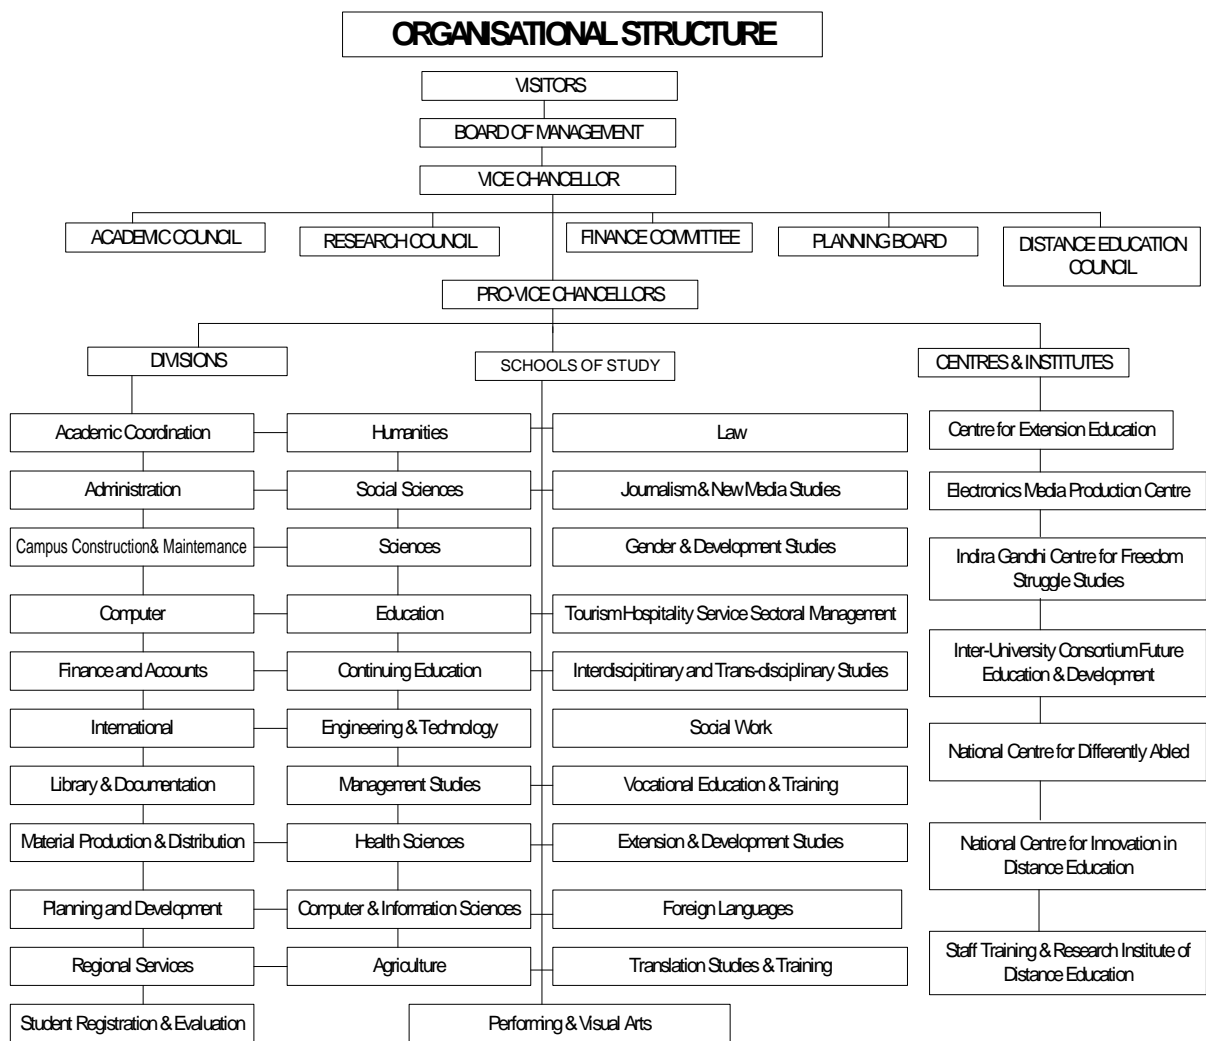 ORGANISATIONAL STRUCTURE
VISITORS
BOARD OF MANAGEMENT
VICE CHANCELLOR
ACADEMIC COUNCIL
RESEARCH COUNCIL
FINANCE COMMITTEE
PLANNING BOARD
DISTANCE EDUCATION
COUNCIL
PRO-VICE CHANCELLORS
DIVISIONS
SCHOOLS OF STUDY
CENTRES & INSTITUTES
Academic Coordination
Administration
Campus Construction& Maintemance
Computer
Finance and Accounts
International
Library & Documentation
Material Production & Distribution
Planning and Development
Regional Services
Student Registration & Evaluation
Humanities
Social Sciences
Sciences
Education
Continuing Education
Engineering & Technology
Management Studies
Health Sciences
Computer & Information Sciences
Agriculture
Law
Journalism & New Media Studies
Gender & Development Studies
Tourism Hospitality Service Sectoral Management
Interdiscipitinary and Trans-disciplinary Studies
Social Work
Vocational Education & Training
Extension & Development Studies
Foreign Languages
Translation Studies & Training
Performing & Visual Arts
Centre for Extension Education
Electronics Media Production Centre
Indira Gandhi Centre for Freedom
Struggle Studies
Inter-University Consortium Future
Education & Development
National Centre for Differently Abled
National Centre for Innovation in
Distance Education
Staff Training & Research Institute of
Distance Education